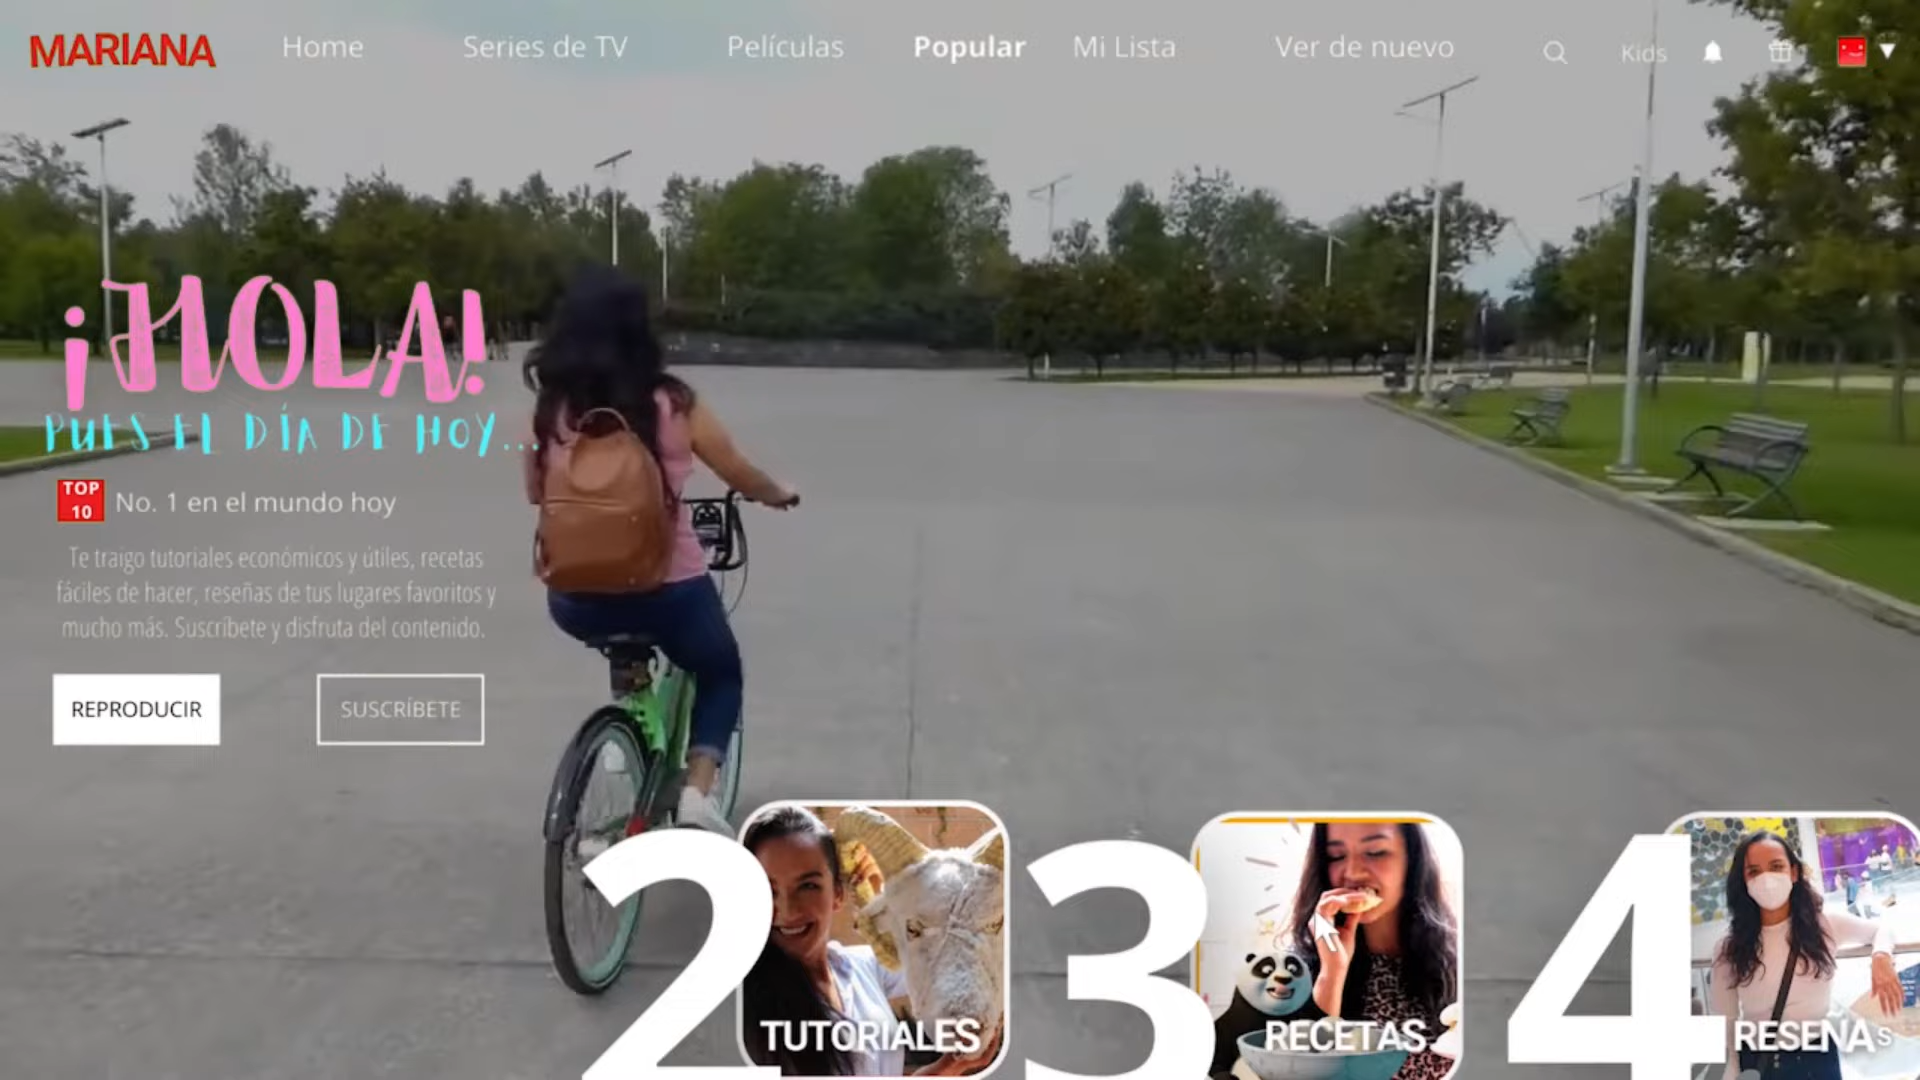 MARIANA Home Series de TV Películas Popular Mi Lista Ver de nuevo Kids
¡HOLA!
PUES EL DÍA DE HOY...
TOP
10
No. 1 en el mundo hoy
Te traigo tutoriales económicos y útiles, recetas
fáciles de hacer, reseñas de tus lugares favoritos y
mucho más. Suscríbete y disfruta del contenido.
REPRODUCIR SUSCRÍBETE
2 TUTORIALES
3 RECETAS
4 RESEÑAS